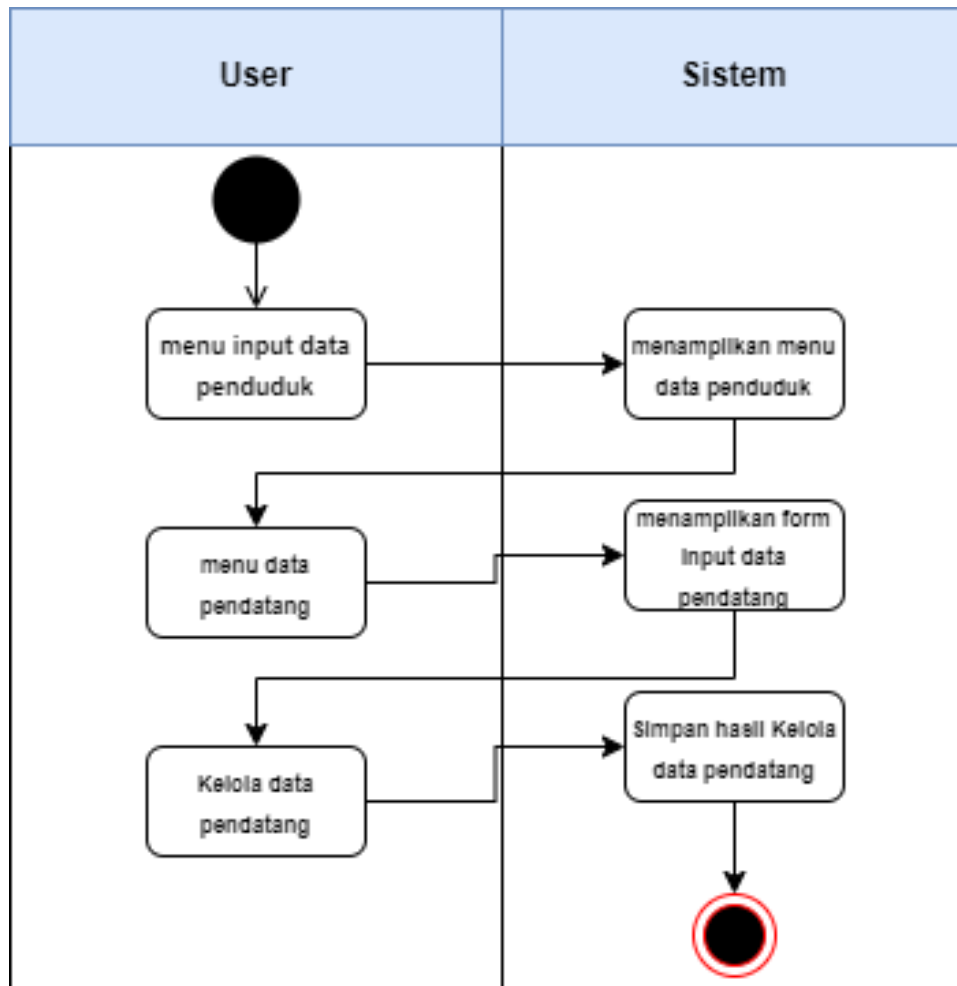 User
Sistem
menu input data
penduduk
menampilkan menu
data penduduk
menu data
pendatang
menampilkan form
input data
pendatang
Kelola data
pendatang
Simpan hasil Kelola
data pendatang